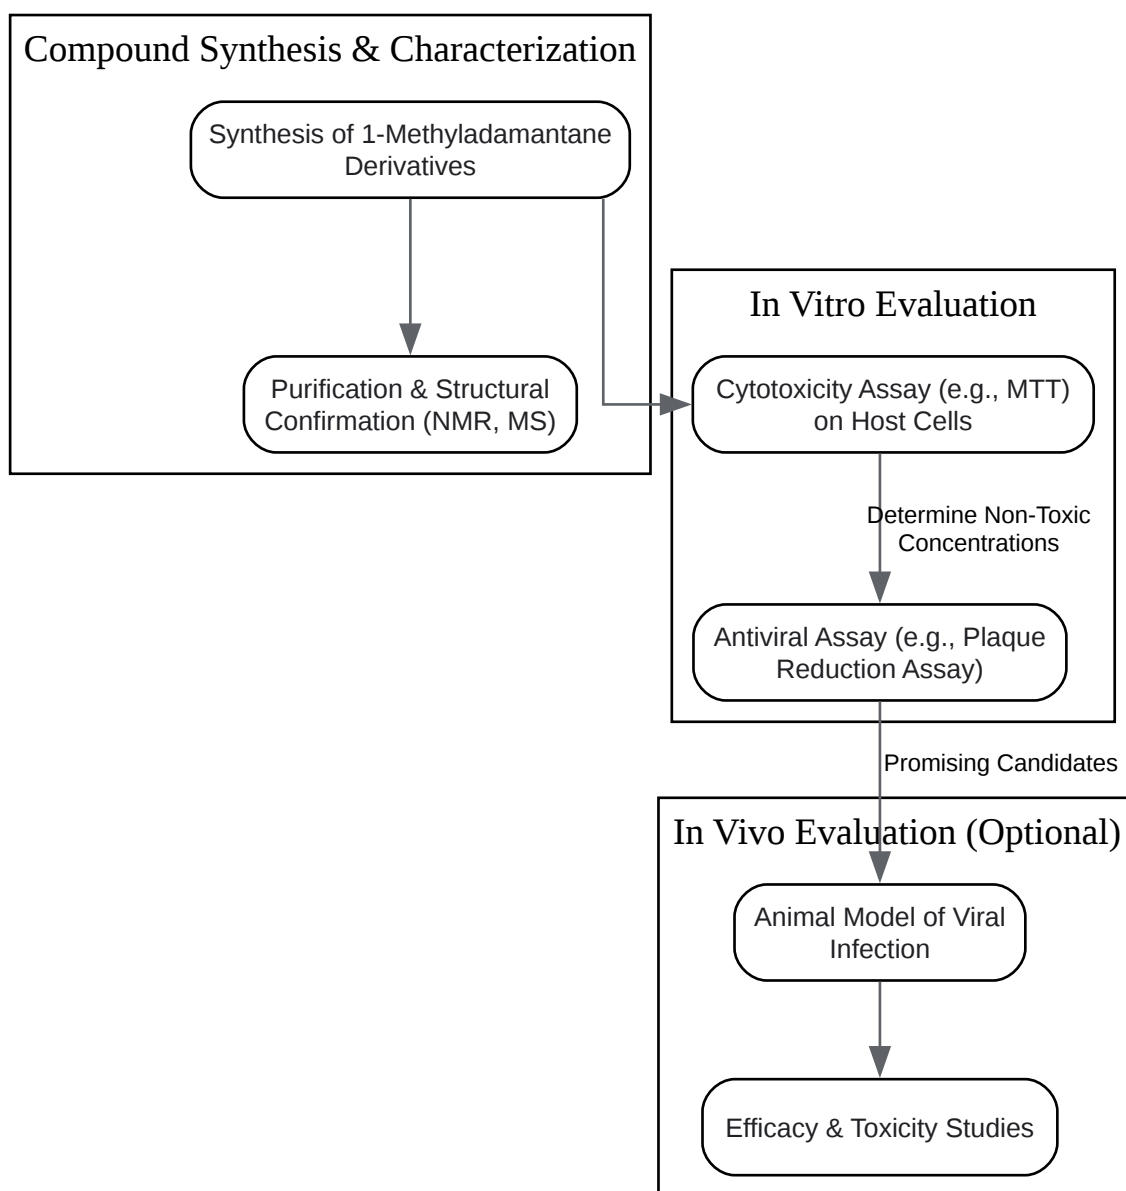 Compound Synthesis & Characterization
Synthesis of 1-Methyladamantane
Derivatives
Purification & Structural
Confirmation (NMR, MS)
In Vitro Evaluation
Cytotoxicity Assay (e.g., MTT)
on Host Cells
Determine Non-Toxic
Concentrations
Antiviral Assay (e.g., Plaque
Reduction Assay)
Promising Candidates
In Vivo Evaluation (Optional)
Animal Model of Viral
Infection
Efficacy & Toxicity Studies